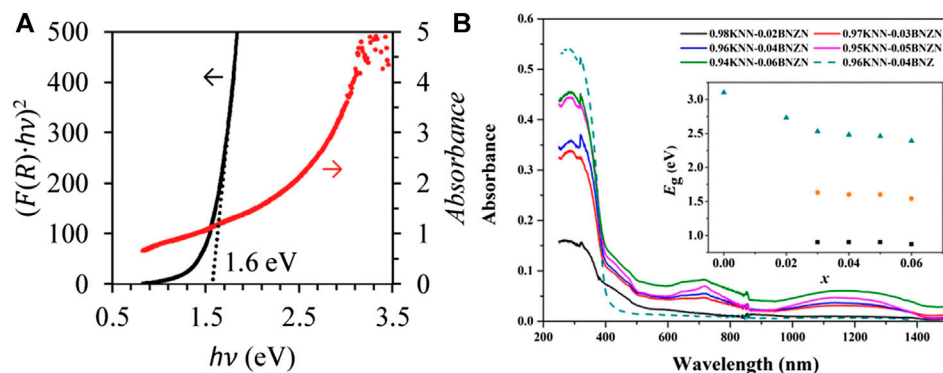 A
500
400
300
200
100
0
(F(R)·hν)²
5
4
3
2
1
0
Absorbance
←
→
1.6 eV
0.5
1.5
2.5
3.5
hν (eV)
B
0.6
0.5
0.4
0.3
0.2
0.1
0.0
Absorbance
0.98KNN-0.02BNZN
0.97KNN-0.03BNZN
0.96KNN-0.04BNZN
0.95KNN-0.05BNZN
0.94KNN-0.06BNZN
0.96KNN-0.04BNZ
3.0
2.5
2.0
1.5
1.0
Eg (eV)
0.00
0.02
0.04
0.06
x
200
400
600
800
1000
1200
1400
Wavelength (nm)